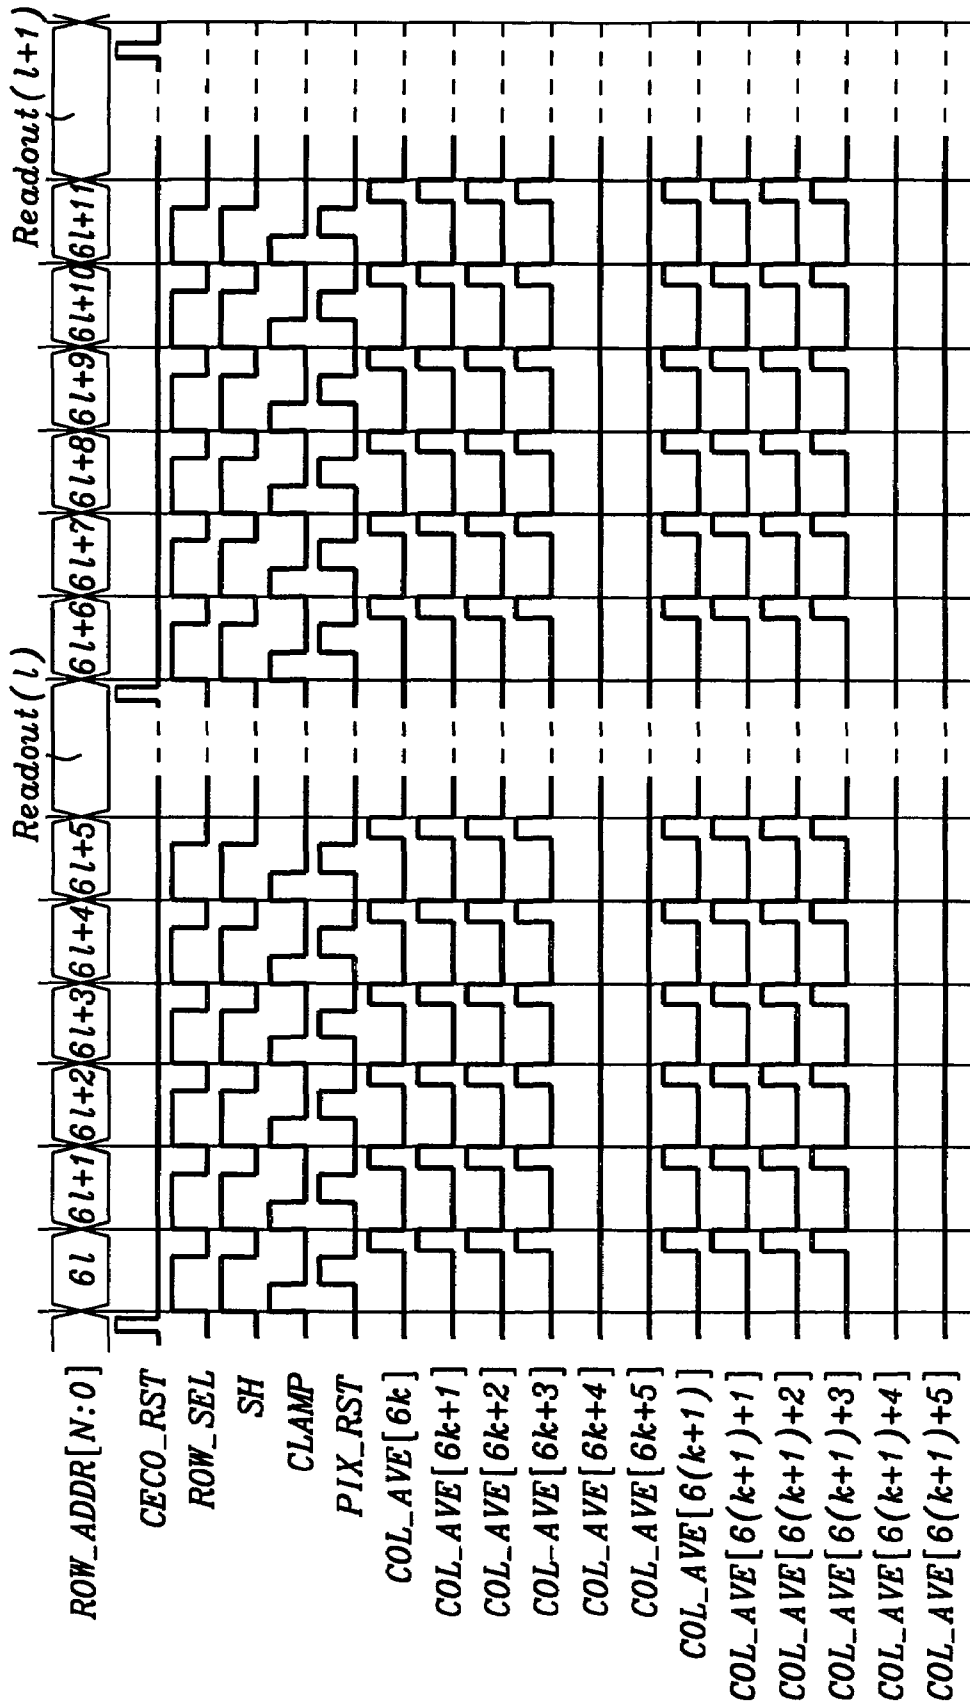 ROW_ADDR[N:0]
6l
6l+1
6l+2
6l+3
6l+4
6l+5
Readout(l)
6l+6
6l+7
6l+8
6l+9
6l+10
6l+11
Readout(l+1)
CECO_RST
ROW_SEL
SH
CLAMP
PIX_RST
COL_AVE[6k]
COL_AVE[6k+1]
COL_AVE[6k+2]
COL-AVE[6k+3]
COL_AVE[6k+4]
COL_AVE[6k+5]
COL_AVE[6(k+1)]
COL_AVE[6(k+1)+1]
COL_AVE[6(k+1)+2]
COL_AVE[6(k+1)+3]
COL_AVE[6(k+1)+4]
COL_AVE[6(k+1)+5]